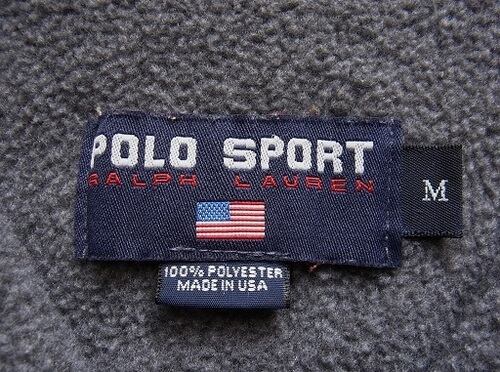 POLO SPORT
RALPH LAUREN
M
100% POLYESTER
MADE IN USA